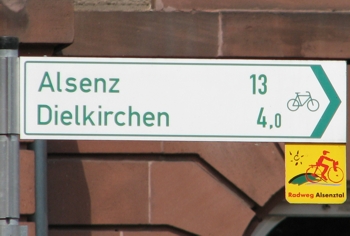 Alsenz 13
Dielkirchen 4,0
Radweg Alsenztal